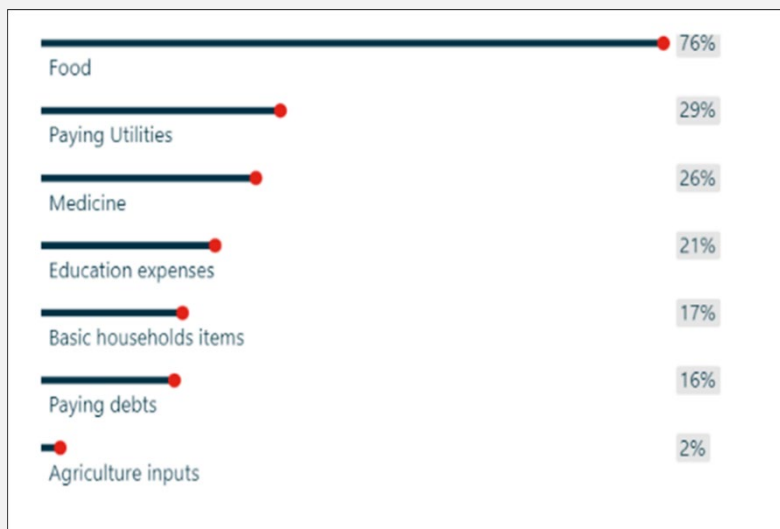 76%
Food
29%
Paying Utilities
26%
Medicine
21%
Education expenses
17%
Basic households items
16%
Paying debts
2%
Agriculture inputs